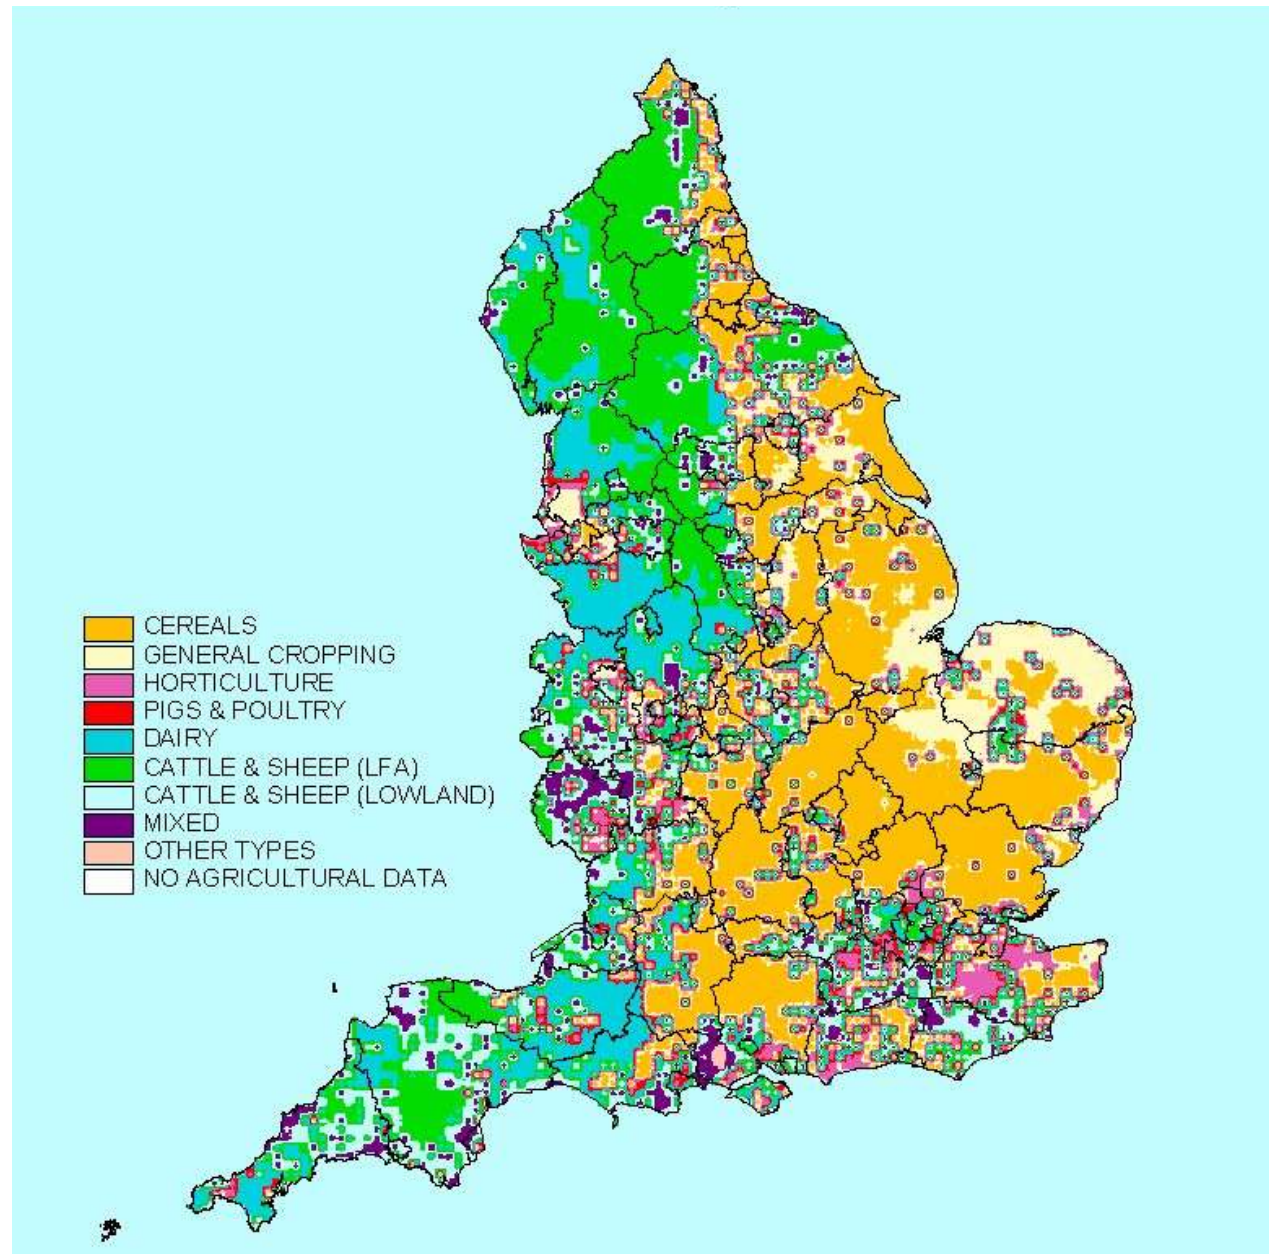 CEREALS
GENERAL CROPPING
HORTICULTURE
PIGS & POULTRY
DAIRY
CATTLE & SHEEP (LFA)
CATTLE & SHEEP (LOWLAND)
MIXED
OTHER TYPES
NO AGRICULTURAL DATA